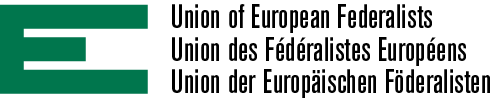 Union of European Federalists
Union des Fédéralistes Européens
Union der Europäischen Föderalisten